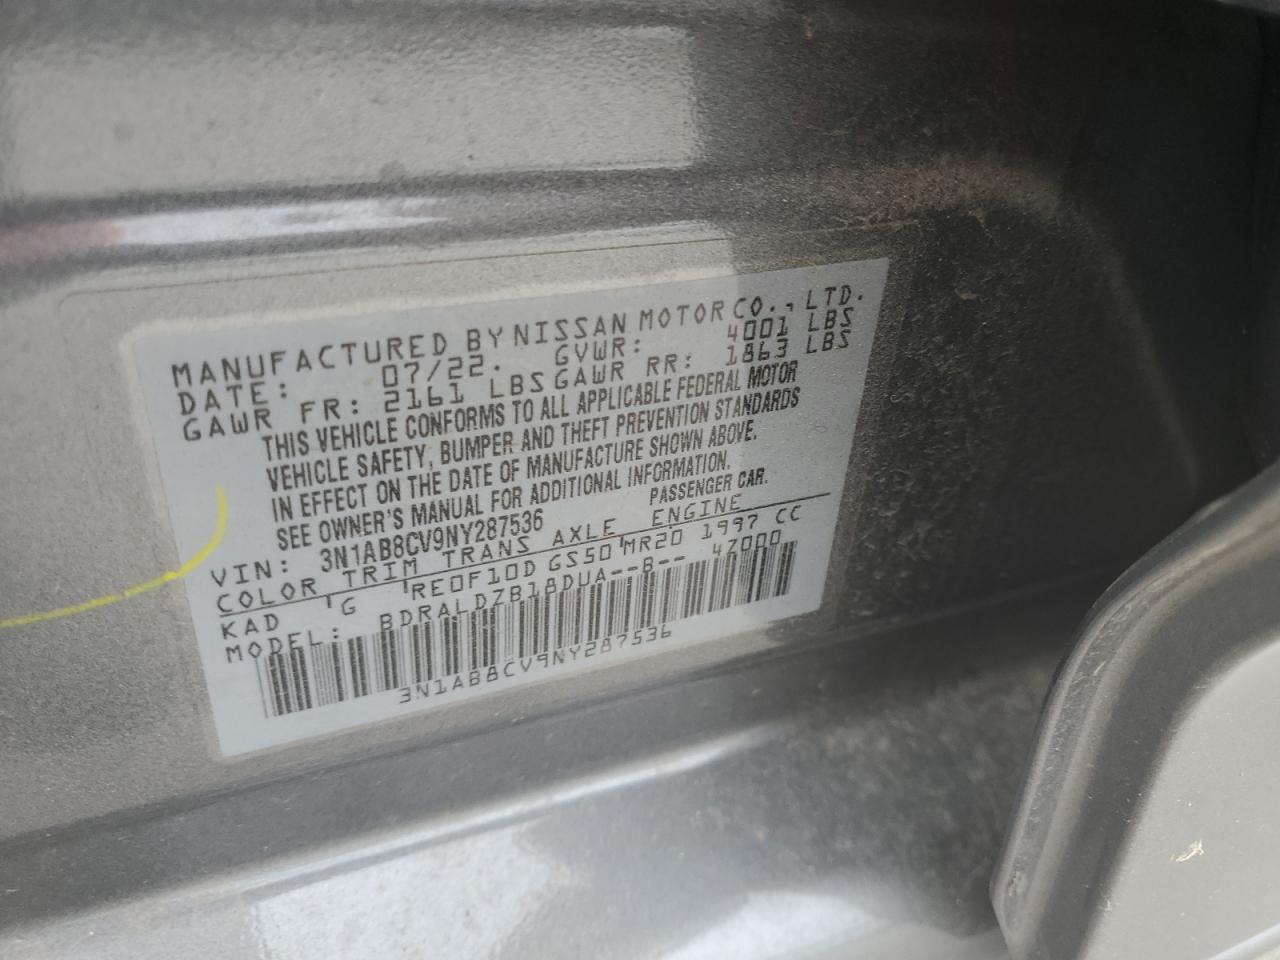 MANUFACTURED BY NISSAN MOTOR CO., LTD.
DATE: 07/22. GVWR: 4001 LBS
GAWR FR: 2161 LBS GAWR RR: 1863 LBS
THIS VEHICLE CONFORMS TO ALL APPLICABLE FEDERAL MOTOR
VEHICLE SAFETY, BUMPER AND THEFT PREVENTION STANDARDS
IN EFFECT ON THE DATE OF MANUFACTURE SHOWN ABOVE.
SEE OWNER'S MANUAL FOR ADDITIONAL INFORMATION.
VIN: 3N1AB8CV9NY287536 PASSENGER CAR.
COLOR TRIM TRANS AXLE ENGINE
KAD G RE0F10D GS50 MR20 1997 CC
MODEL: BDRALDZB18DUA--B-- 47000
3N1AB8CV9NY287536